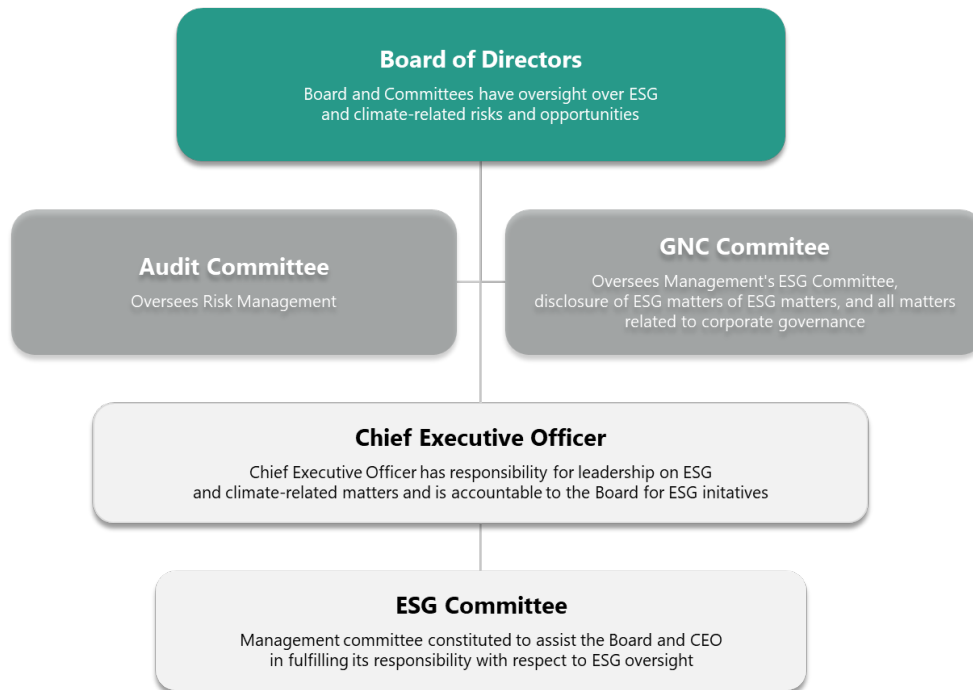 Board of Directors
Board and Committees have oversight over ESG
and climate-related risks and opportunities
Audit Committee
Oversees Risk Management
GNC Commitee
Oversees Management's ESG Committee,
disclosure of ESG matters of ESG matters, and all matters
related to corporate governance
Chief Executive Officer
Chief Executive Officer has responsibility for leadership on ESG
and climate-related matters and is accountable to the Board for ESG initatives
ESG Committee
Management committee constituted to assist the Board and CEO
in fulfilling its responsibility with respect to ESG oversight